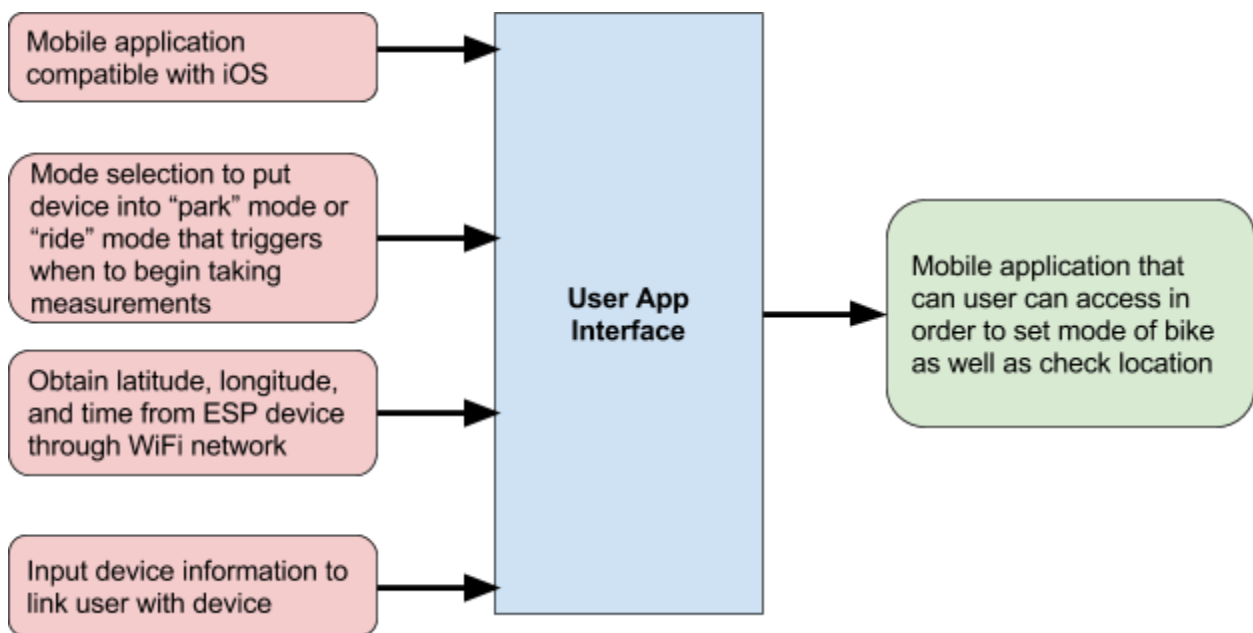 Mobile application
compatible with iOS
Mode selection to put
device into “park” mode or
“ride” mode that triggers
when to begin taking
measurements
Obtain latitude, longitude,
and time from ESP device
through WiFi network
Input device information to
link user with device
User App
Interface
Mobile application that
can user can access in
order to set mode of bike
as well as check location